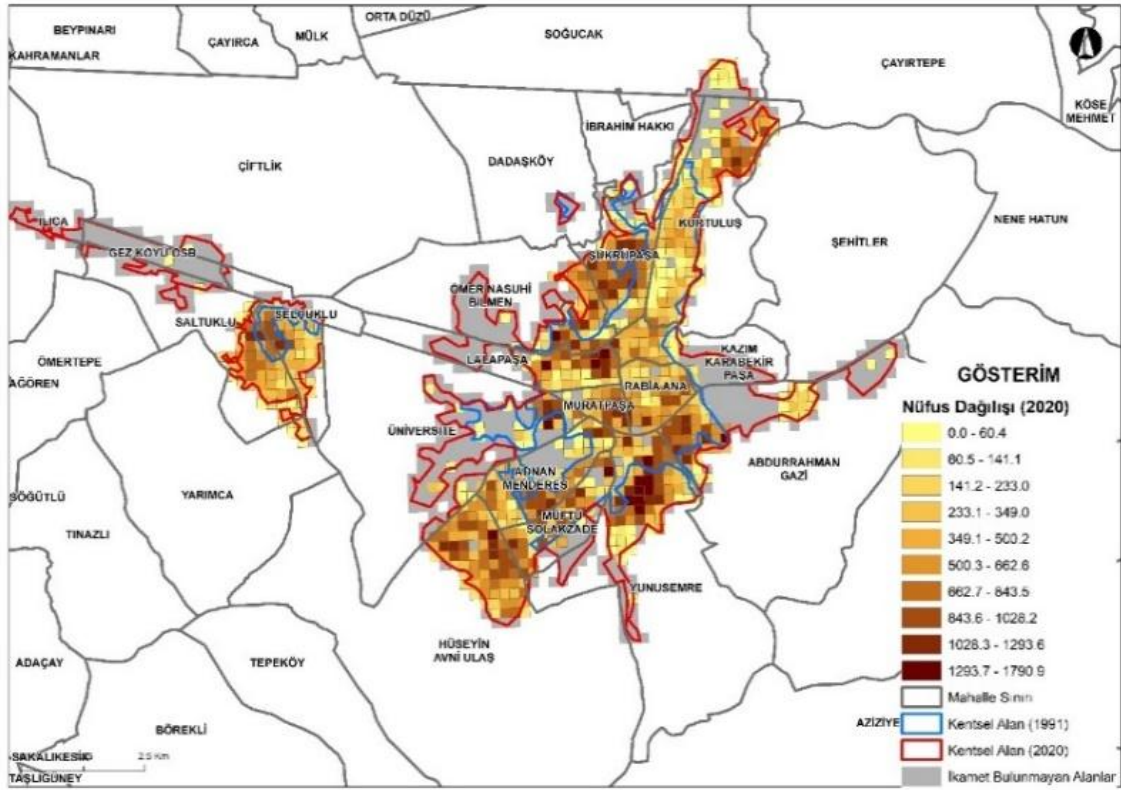 BEYPINARI
ÇAYIRCA
MÜLK
ORTA DÜZÜ
SOĞUCAK
KAHRAMANLAR
ÇAYIRTEPE
KÖSE
MEHMET
İBRAHİM HAKKI
DADAŞKÖY
ÇİFTLİK
ILICA
KURTULUŞ
NENE HATUN
GEZ KÖYÜ OSB
ŞÜKRÜPAŞA
ŞEHİTLER
ÖMER NASUHİ
BİLMEN
SALTUKLU
SELÇUKLU
ÖMERTEPE
LALAPAŞA
KAZIM
KARABEKİR
PAŞA
AĞÖREN
RABİA ANA
MURATPAŞA
ÜNİVERSİTE
ABDURRAHMAN
GAZİ
ADNAN
MENDERES
SÖĞÜTLÜ
YARIMCA
TINAZLI
MÜFTÜ
SOLAKZADE
YUNUSEMRE
HÜSEYİN
AVNİ ULAŞ
ADAÇAY
TEPEKÖY
BÖREKLİ
AZİZİYE
SAKALIKESİK
TAŞLIGÜNEY
2.5 Km
GÖSTERİM
Nüfus Dağılışı (2020)
0.0 - 60.4
60.5 - 141.1
141.2 - 233.0
233.1 - 349.0
349.1 - 500.2
500.3 - 662.6
662.7 - 843.5
843.6 - 1028.2
1028.3 - 1293.6
1293.7 - 1790.9
Mahalle Sınırı
Kentsel Alan (1991)
Kentsel Alan (2020)
İkamet Bulunmayan Alanlar